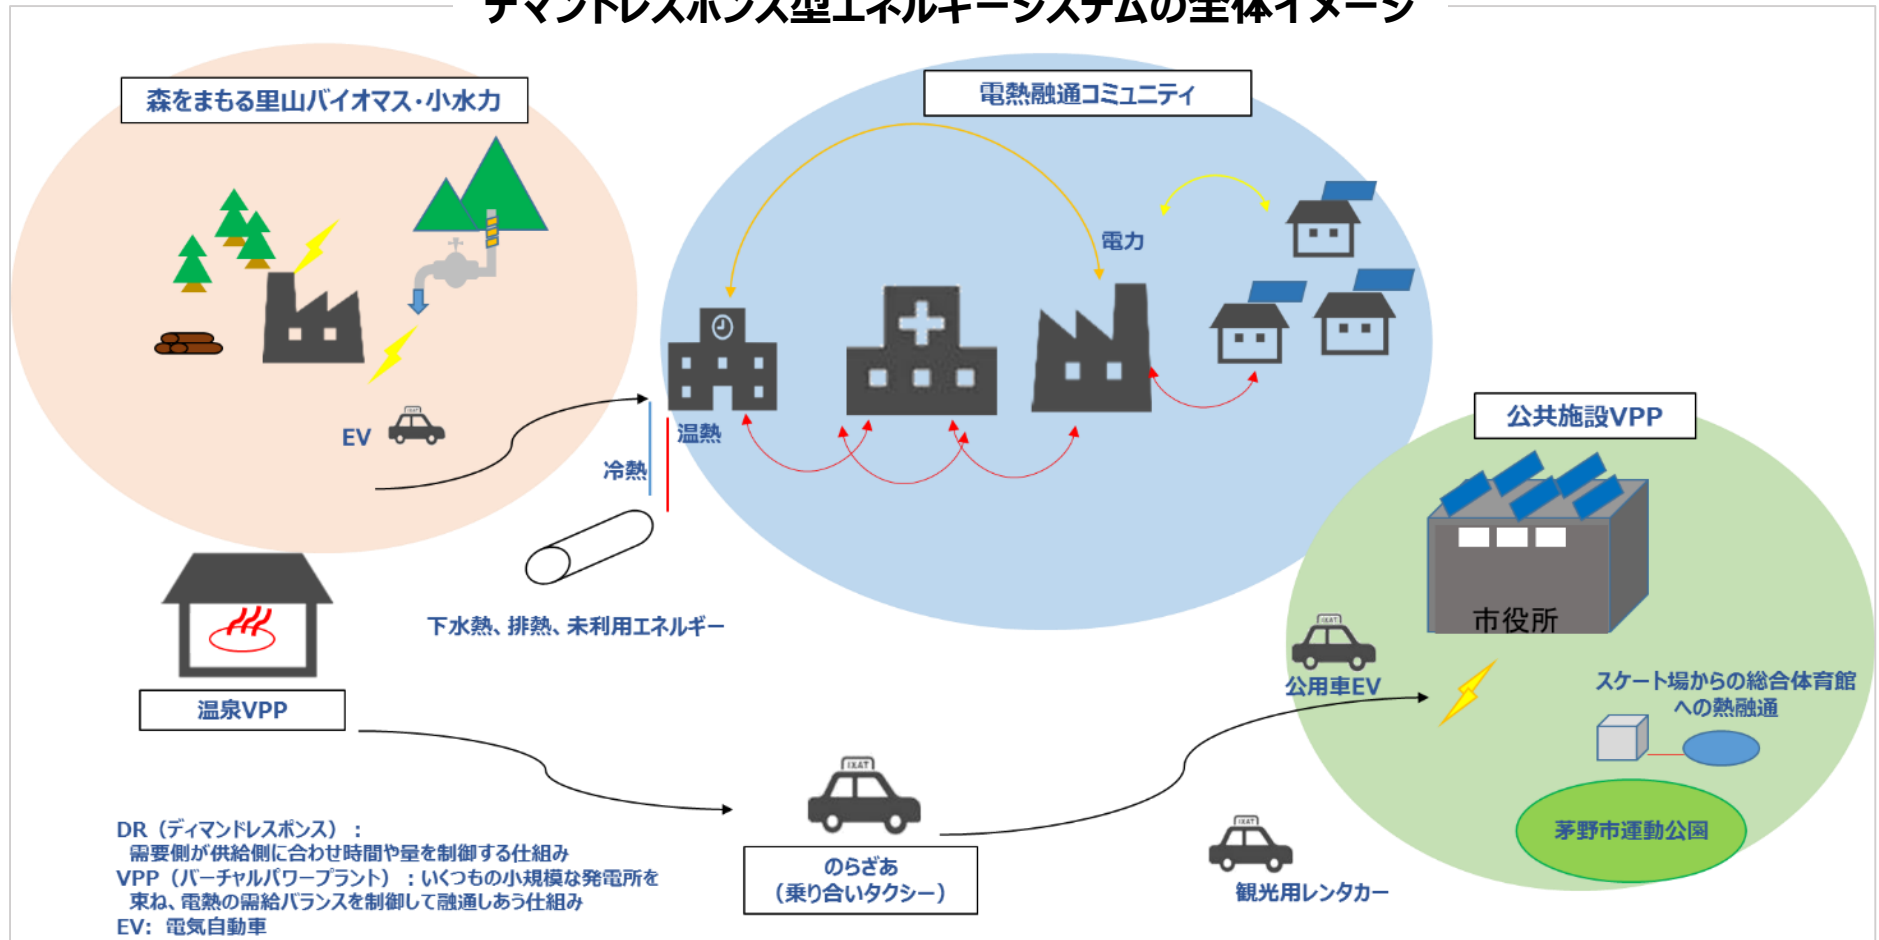 デマンドレスポンス型エネルギーシステムの全体イメージ
森をまもる里山バイオマス・小水力
電熱融通コミュニティ
電力
EV
温熱
冷熱
公共施設VPP
市役所
下水熱、排熱、未利用エネルギー
公用車EV
スケート場からの総合体育館
への熱融通
温泉VPP
TAXI
茅野市運動公園
DR（ディマンドレスポンス）：
需要側が供給側に合わせ時間や量を制御する仕組み
VPP（バーチャルパワープラント）：いくつもの小規模な発電所を
束ね、電熱の需給バランスを制御して融通しあう仕組み
EV: 電気自動車
のらざあ
（乗り合いタクシー）
観光用レンタカー